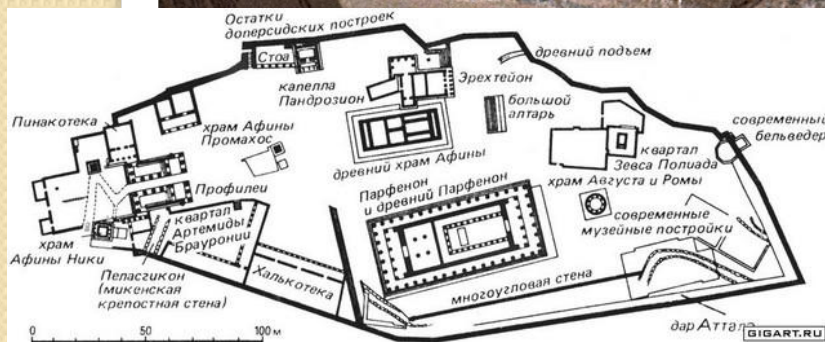 Остатки
доперсидских построек
Стоа
древний подъем
капелла
Пандрозион
Эрехтейон
Пинакотека
большой
алтарь
современный
бельведер
храм Афины
Промахос
древний храм Афины
квартал
Зевса Полиада
Профилеи
Парфенон
и древний Парфенон
храм Августа и Ромы
квартал
Артемиды
Брауронии
современные
музейные постройки
храм
Афины Ники
Пеласгикон
(микенская
крепостная стена)
Халькотека
многоугловая стена
дар Аттала
0 50 100 м
GIGART.RU